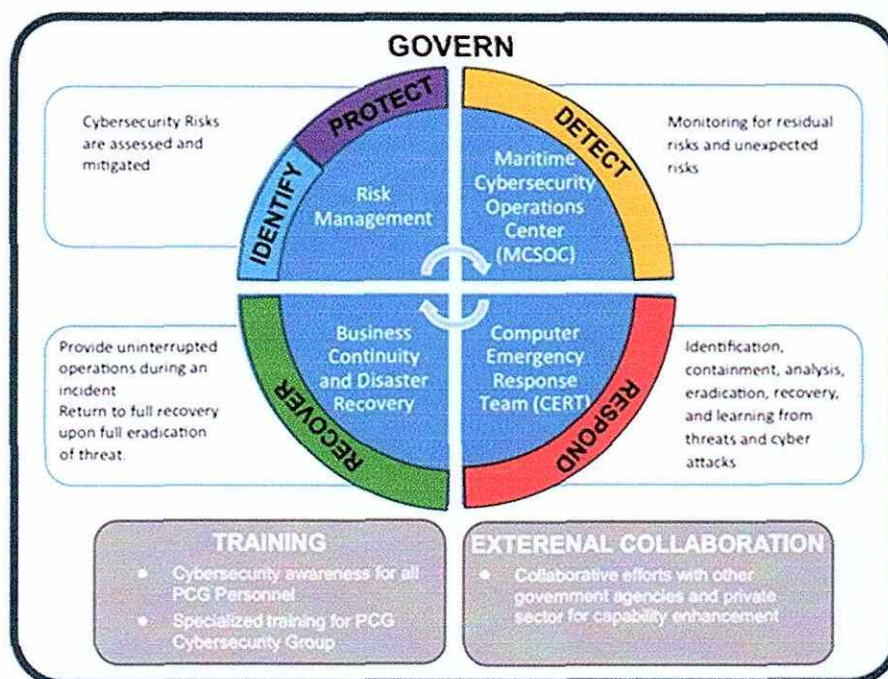 GOVERN
Cybersecurity Risks
are assessed and
mitigated
IDENTIFY
PROTECT
Risk
Management
DETECT
Maritime
Cybersecurity
Operations
Center
(MCSOC)
Monitoring for residual
risks and unexpected
risks
Provide uninterrupted
operations during an
incident
Return to full recovery
upon full eradication
of threat.
RECOVER
Business
Continuity
and Disaster
Recovery
Computer
Emergency
Response
Team (CERT)
RESPOND
Identification,
containment, analysis,
eradication, recovery,
and learning from
threats and cyber
attacks
TRAINING
● Cybersecurity awareness for all
PCG Personnel
● Specialized training for PCG
Cybersecurity Group
EXTERENAL COLLABORATION
● Collaborative efforts with other
government agencies and private
sector for capability enhancement